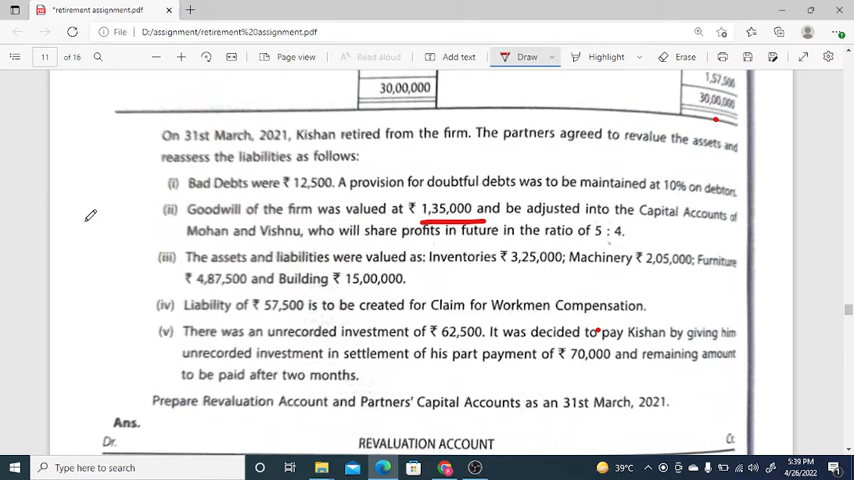 *retirement assignment.pdf
File
D:/assignment/retirement%20assignment.pdf
11 of 16
Page view
Read aloud
Add text
Draw
Highlight
Erase
30,00,000
1,57,500
30,00,000
On 31st March, 2021, Kishan retired from the firm. The partners agreed to revalue the assets and
reassess the liabilities as follows:
(i) Bad Debts were ₹ 12,500. A provision for doubtful debts was to be maintained at 10% on debtors.
(ii) Goodwill of the firm was valued at ₹ 1,35,000 and be adjusted into the Capital Accounts of
Mohan and Vishnu, who will share profits in future in the ratio of 5 : 4.
(iii) The assets and liabilities were valued as: Inventories ₹ 3,25,000; Machinery ₹ 2,05,000; Furniture
₹ 4,87,500 and Building ₹ 15,00,000.
(iv) Liability of ₹ 57,500 is to be created for Claim for Workmen Compensation.
(v) There was an unrecorded investment of ₹ 62,500. It was decided to pay Kishan by giving him
unrecorded investment in settlement of his part payment of ₹ 70,000 and remaining amount
to be paid after two months.
Prepare Revaluation Account and Partners' Capital Accounts as an 31st March, 2021.
Ans.
Dr.
REVALUATION ACCOUNT
Cr.
Type here to search
39°C
ENG
5:39 PM
4/26/2022